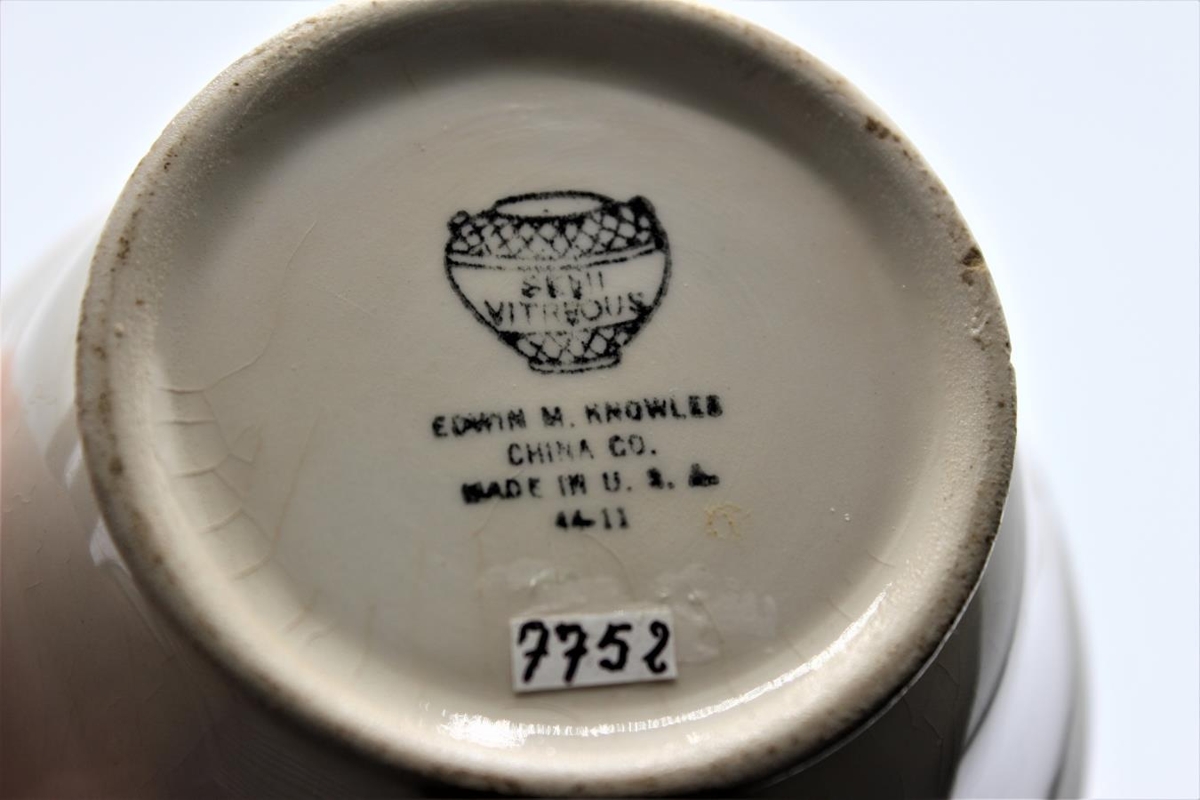 SEMI
VITREOUS
EDWIN M. KNOWLES
CHINA CO.
MADE IN U. S. A.
44-11
7752